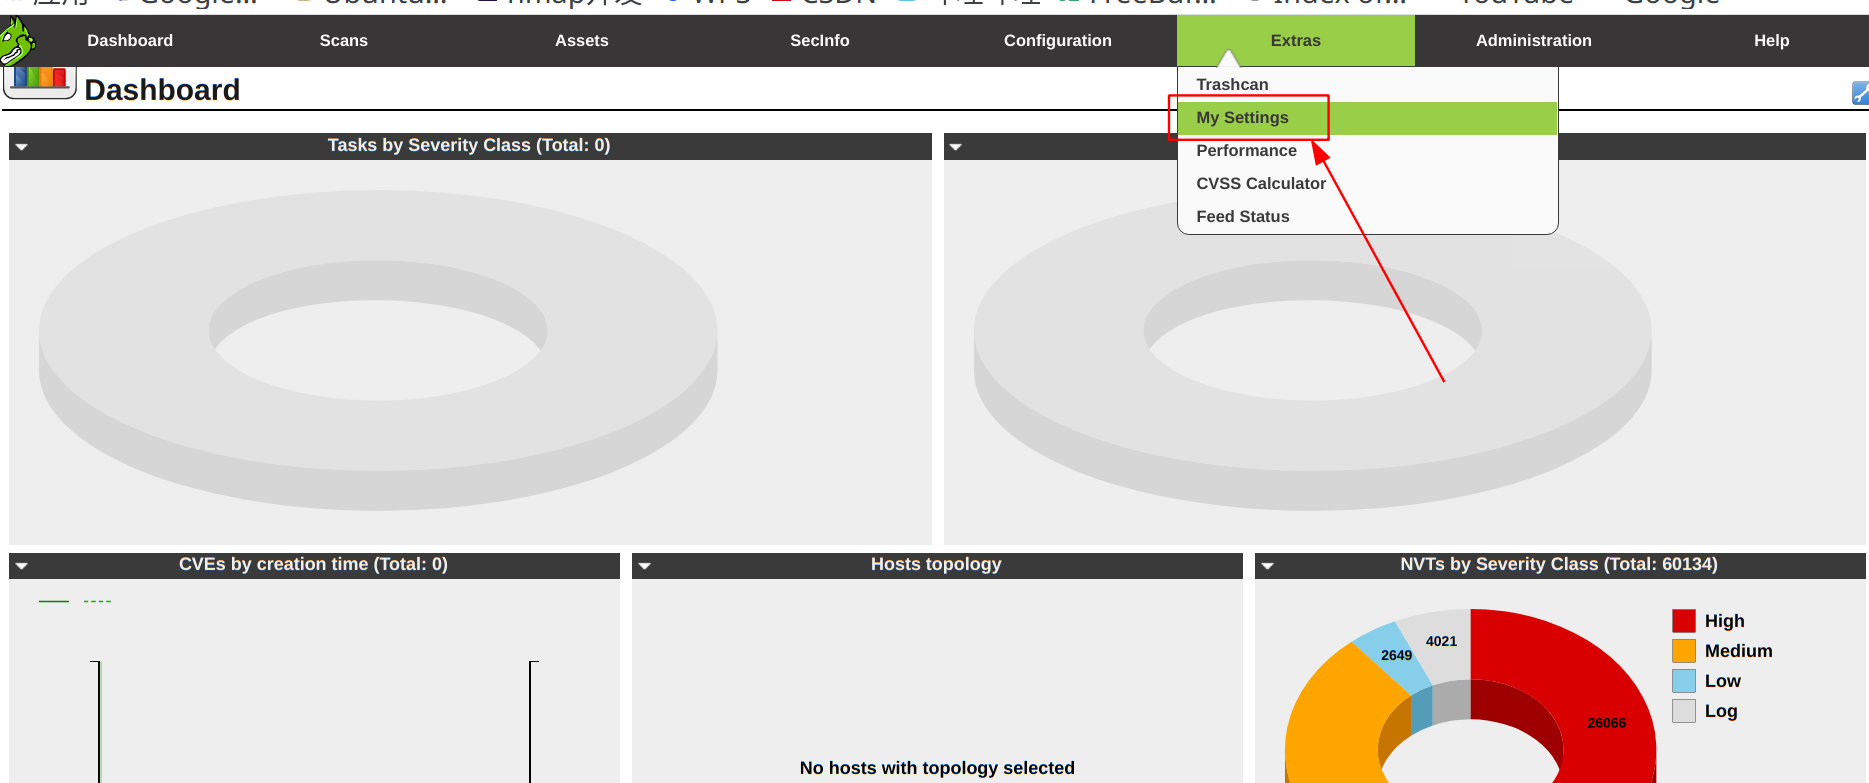 Dashboard Scans Assets SecInfo Configuration Extras Administration Help
Dashboard
Trashcan
My Settings
Performance
CVSS Calculator
Feed Status
Tasks by Severity Class (Total: 0)
CVEs by creation time (Total: 0)
Hosts topology
No hosts with topology selected
NVTs by Severity Class (Total: 60134)
2649
4021
26066
High
Medium
Low
Log